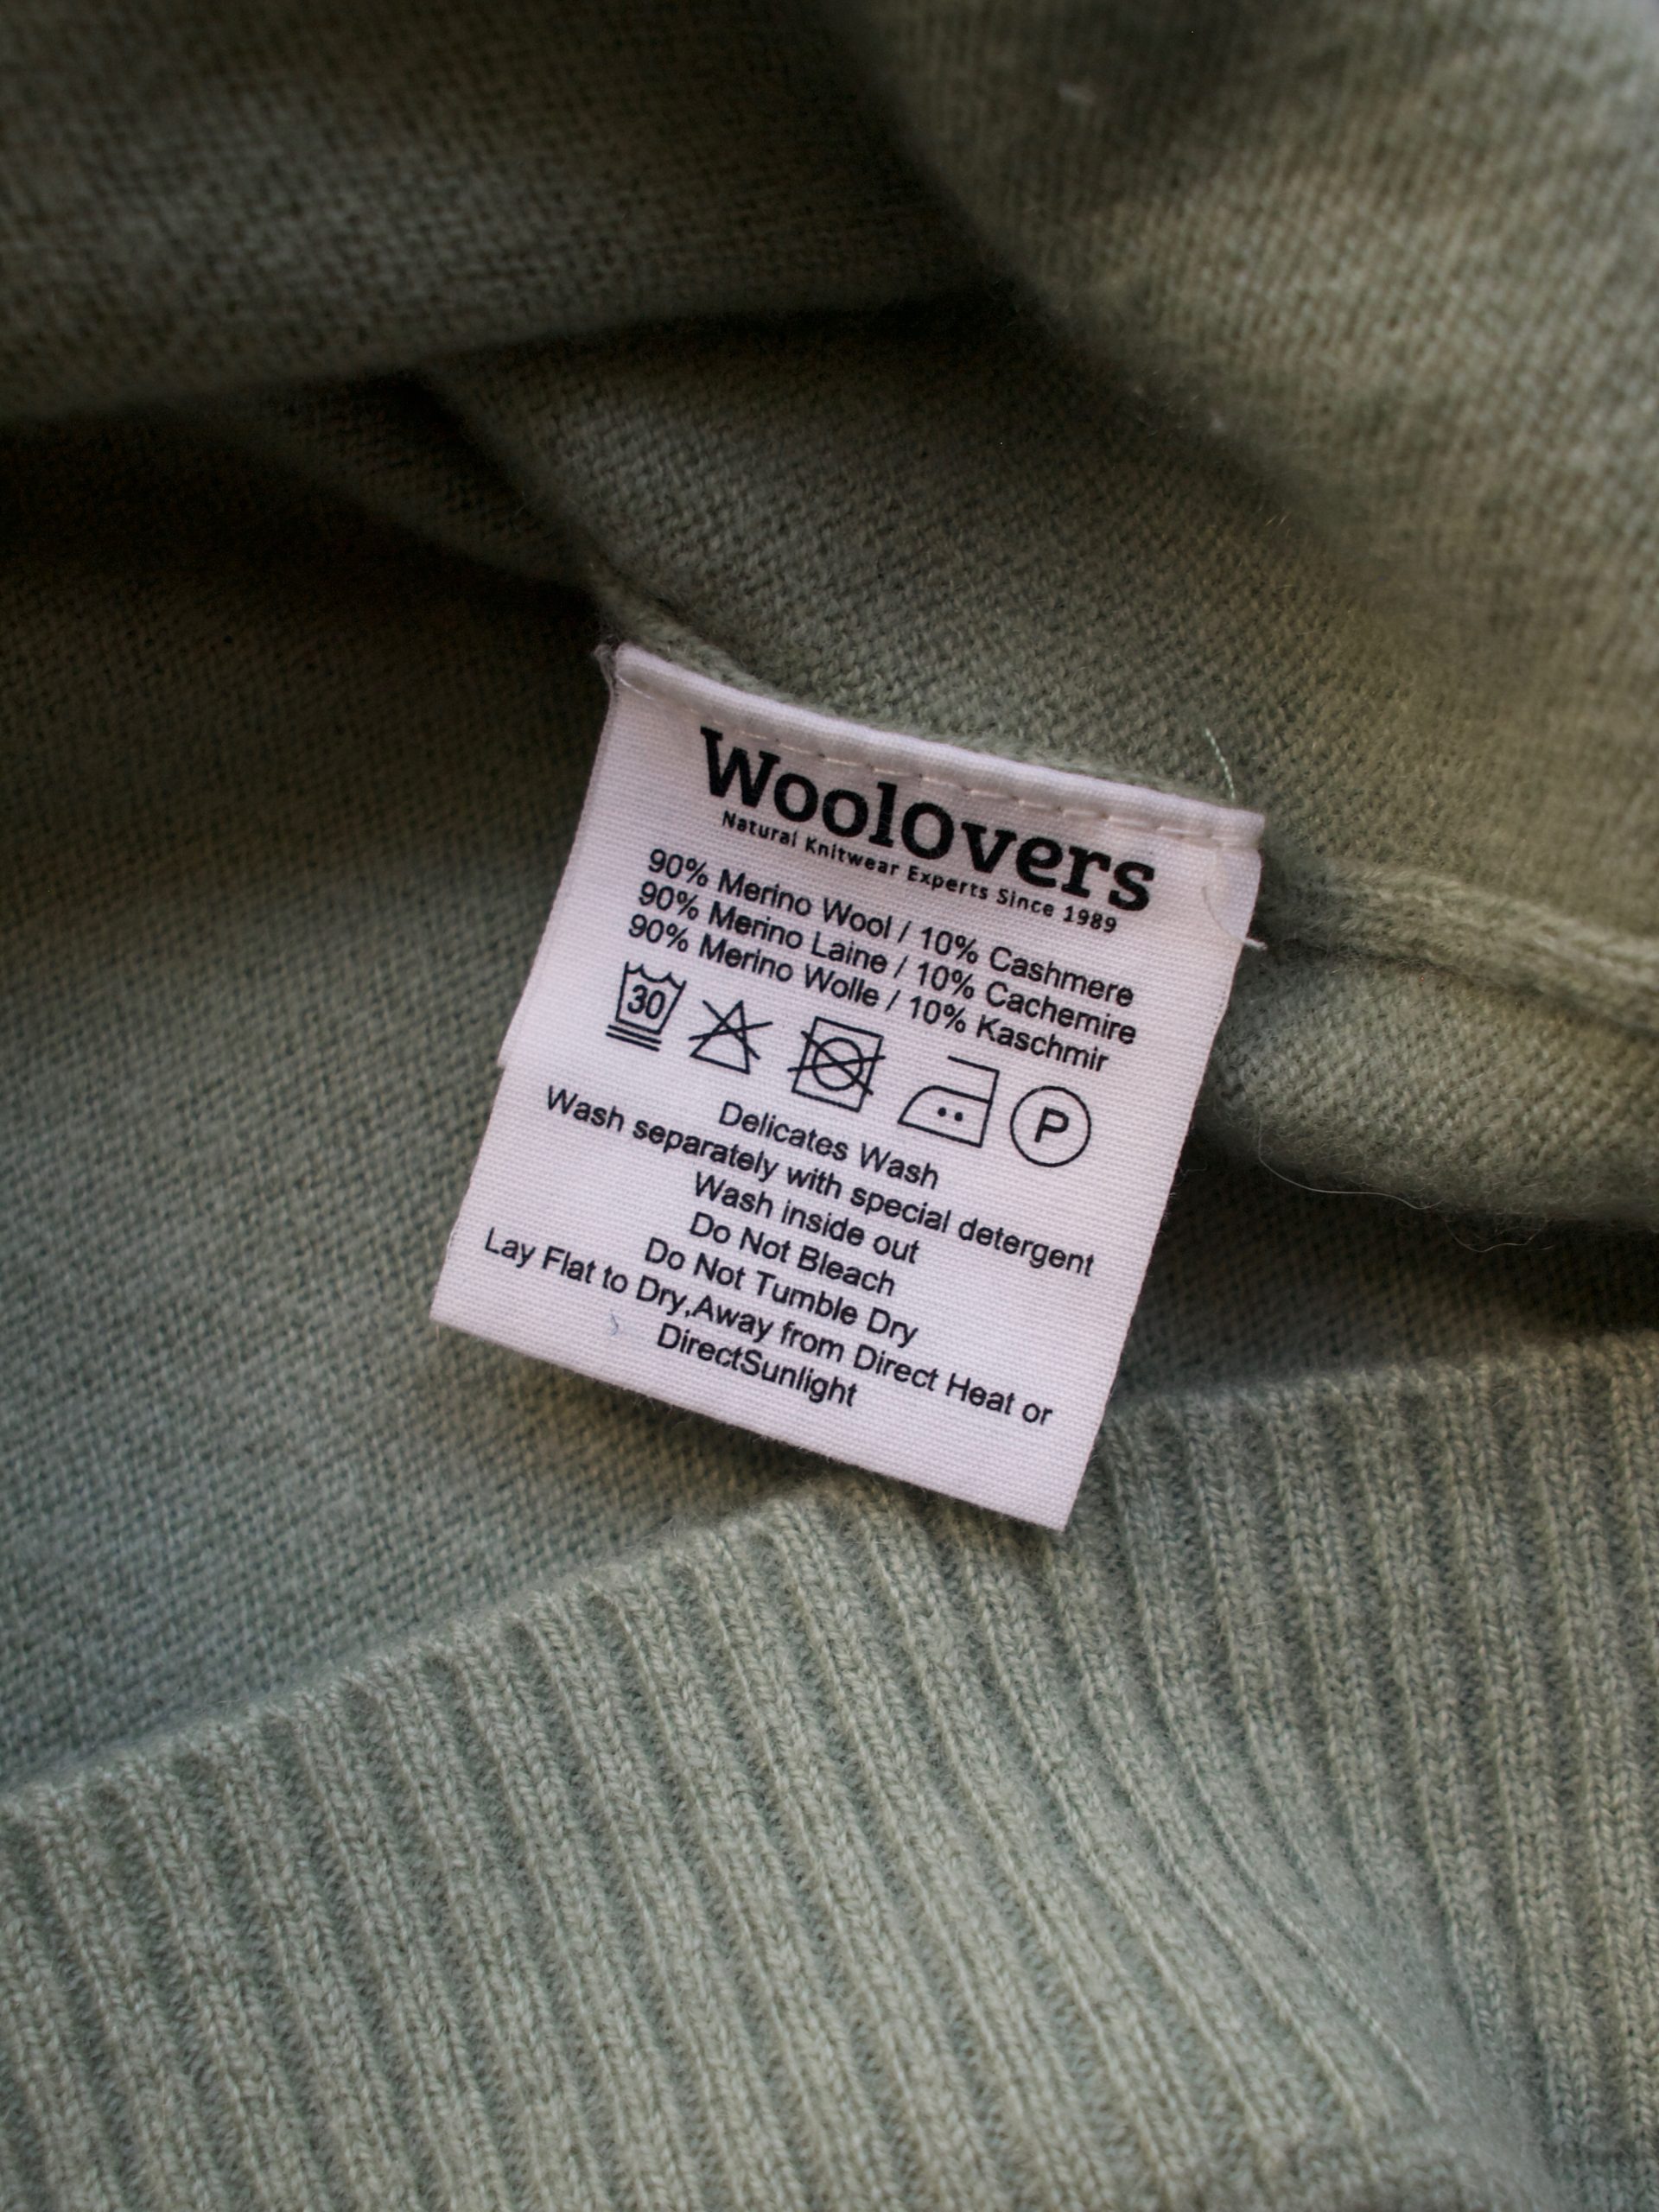 WoolOvers
Natural Knitwear Experts Since 1989
90% Merino Wool / 10% Cashmere
90% Merino Laine / 10% Cachemire
90% Merino Wolle / 10% Kaschmir
30 P
Delicates Wash
Wash separately with special detergent
Wash inside out
Do Not Bleach
Do Not Tumble Dry
Lay Flat to Dry,Away from Direct Heat or
DirectSunlight